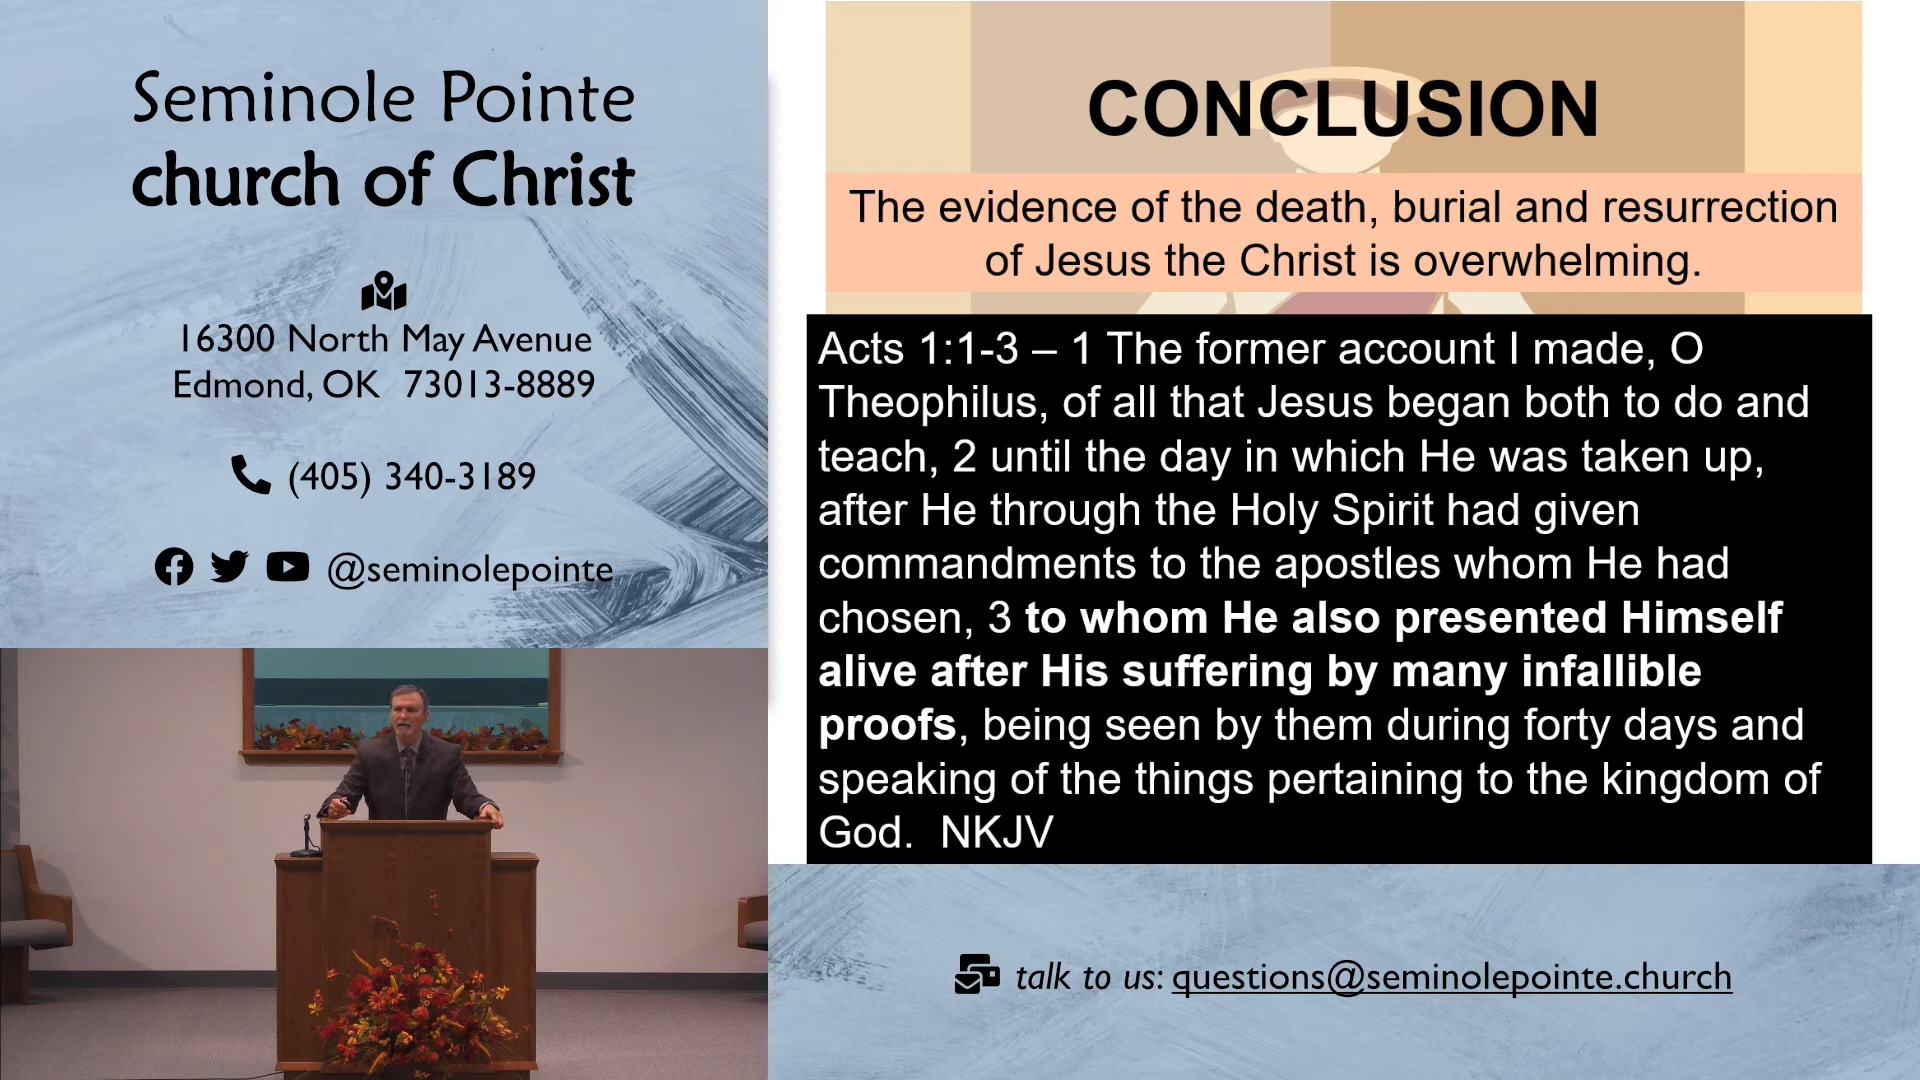 Seminole Pointe
church of Christ
16300 North May Avenue
Edmond, OK 73013-8889
(405) 340-3189
@seminolepointe
CONCLUSION
The evidence of the death, burial and resurrection
of Jesus the Christ is overwhelming.
Acts 1:1-3 – 1 The former account I made, O
Theophilus, of all that Jesus began both to do and
teach, 2 until the day in which He was taken up,
after He through the Holy Spirit had given
commandments to the apostles whom He had
chosen, 3 to whom He also presented Himself
alive after His suffering by many infallible
proofs, being seen by them during forty days and
speaking of the things pertaining to the kingdom of
God. NKJV
talk to us: questions@seminolepointe.church